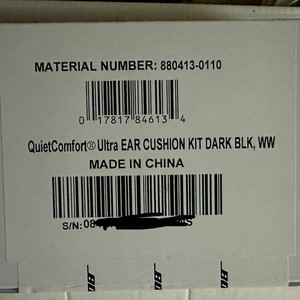 MATERIAL NUMBER: 880413-0110
0 17817 84613 4
QuietComfort® Ultra EAR CUSHION KIT DARK BLK, WW
MADE IN CHINA
S/N: